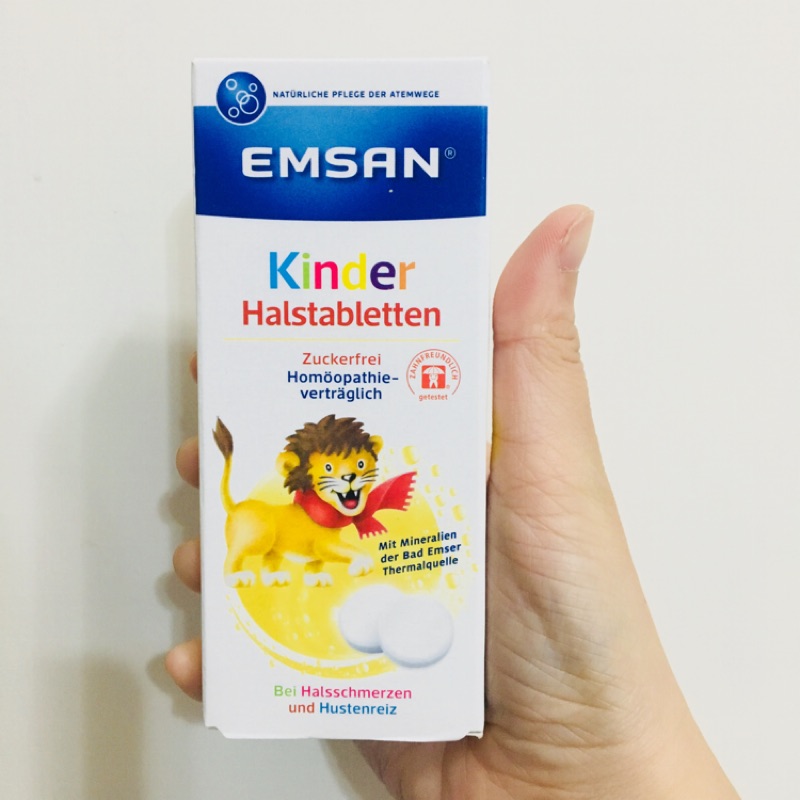 NATÜRLICHE PFLEGE DER ATEMWEGE
EMSAN®
Kinder
Halstabletten
Zuckerfrei
Homöopathie-
verträglich
ZAHNFREUNDLICH
getestet
Mit Mineralien
der Bad Emser
Thermalquelle
Bei Halsschmerzen
und Hustenreiz